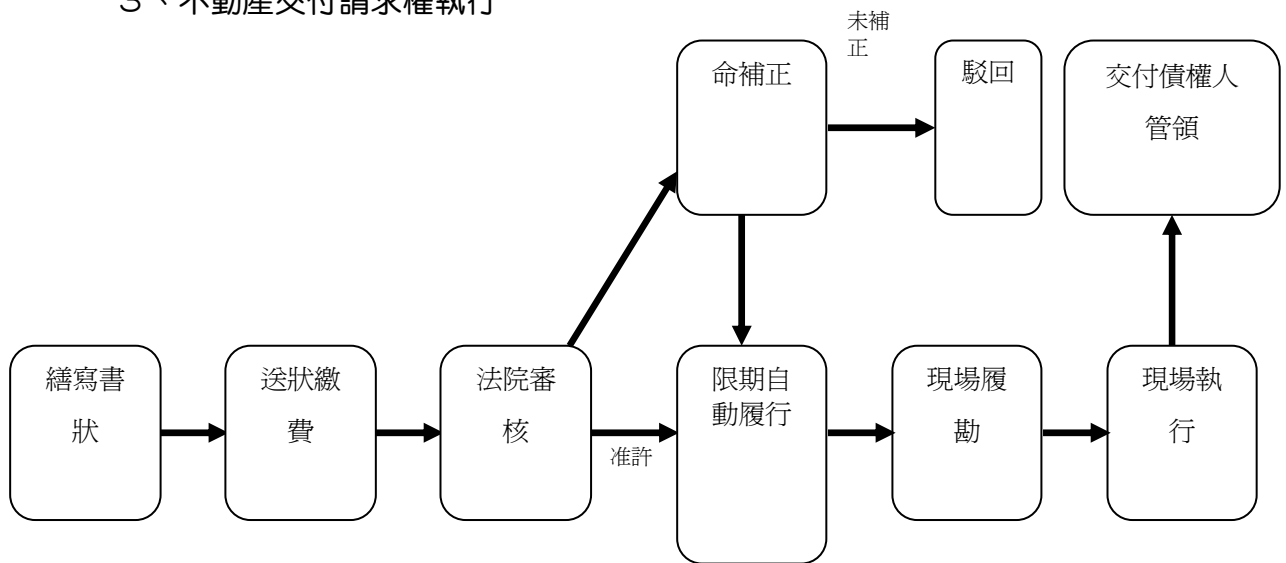 3、不動產交付請求權執行
未補
正
命補正
駁回
交付債權人
管領
繕寫書
狀
送狀繳
費
法院審
核
准許
限期自
動履行
現場履
勘
現場執
行